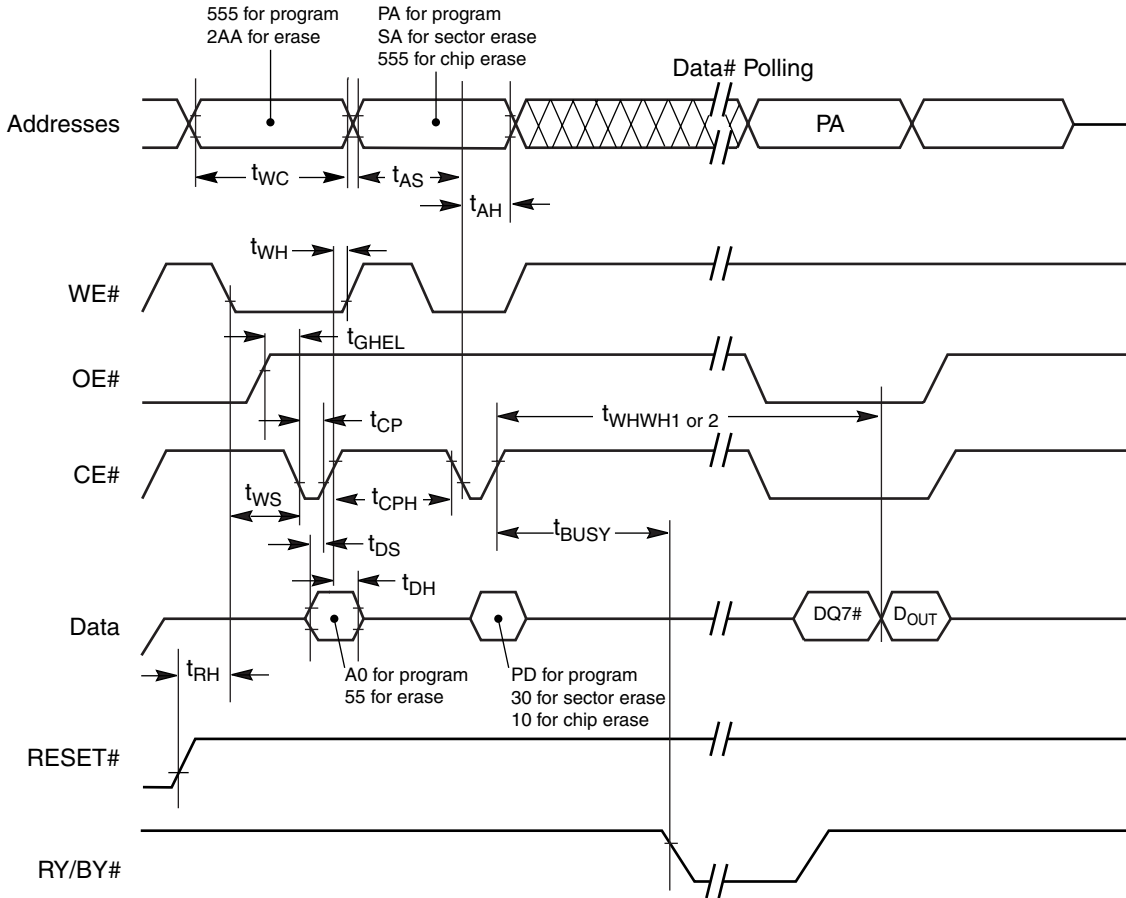 555 for program
2AA for erase
PA for program
SA for sector erase
555 for chip erase
Data# Polling
Addresses
PA
tWC
tAS
tAH
tWH
WE#
tGHEL
OE#
tWHWH1 or 2
tCP
CE#
tWS
tCPH
tBUSY
tDS
tDH
Data
DQ7#
DOUT
tRH
A0 for program
55 for erase
PD for program
30 for sector erase
10 for chip erase
RESET#
RY/BY#